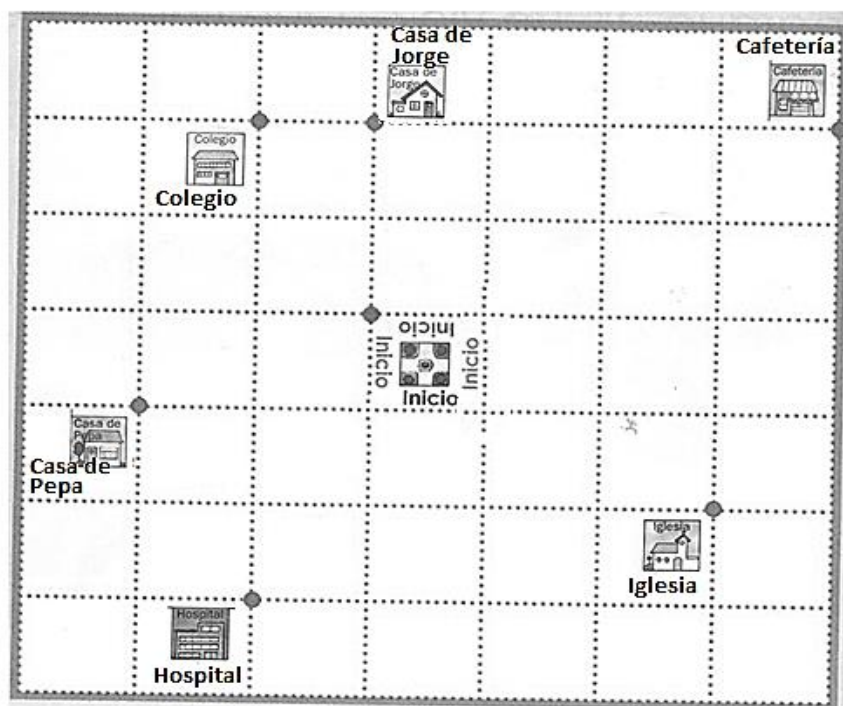 Casa de
Jorge
Casa de
Jorge
Cafetería
Cafetería
Colegio
Colegio
Inicio
Inicio
Inicio
Inicio
Casa de
Pepa
Casa de
Pepa
Iglesia
Iglesia
Hospital
Hospital